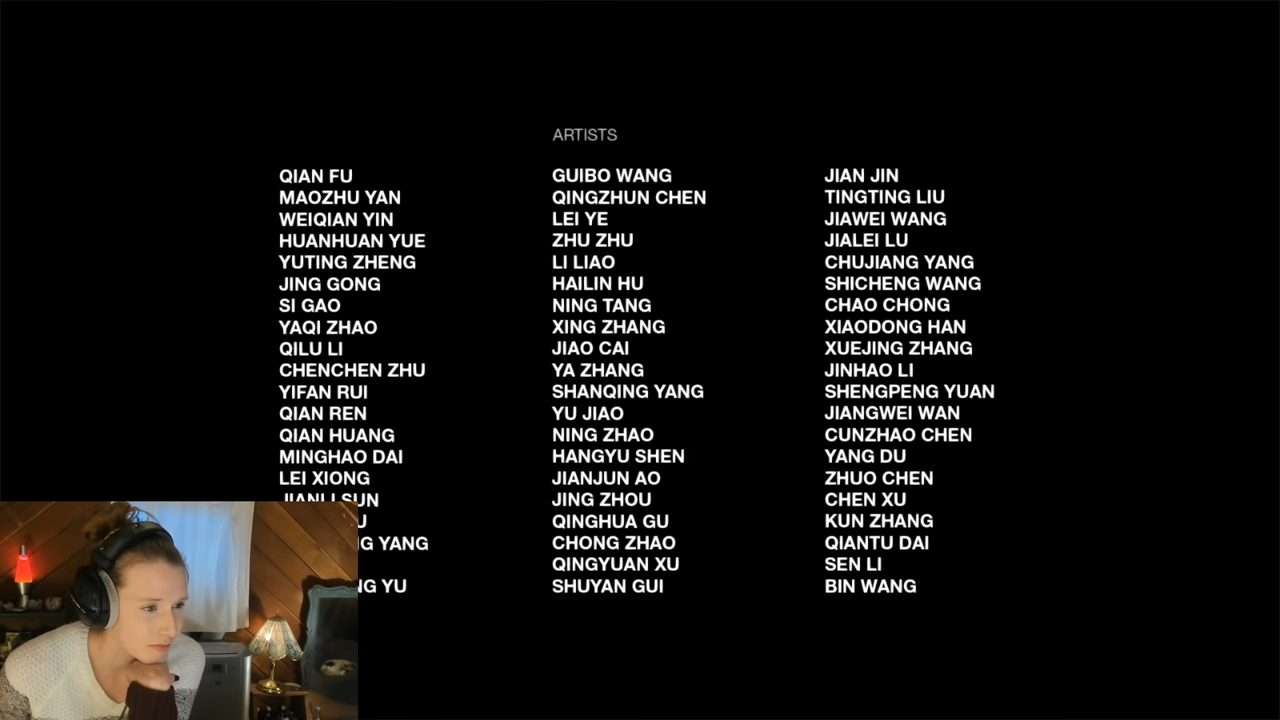 ARTISTS
QIAN FU
MAOZHU YAN
WEIQIAN YIN
HUANHUAN YUE
YUTING ZHENG
JING GONG
SI GAO
YAQI ZHAO
QILU LI
CHENCHEN ZHU
YIFAN RUI
QIAN REN
QIAN HUANG
MINGHAO DAI
LEI XIONG
JIANLI SUN
YANG
YU
GUIBO WANG
QINGZHUN CHEN
LEI YE
ZHU ZHU
LI LIAO
HAILIN HU
NING TANG
XING ZHANG
JIAO CAI
YA ZHANG
SHANQING YANG
YU JIAO
NING ZHAO
HANGYU SHEN
JIANJUN AO
JING ZHOU
QINGHUA GU
CHONG ZHAO
QINGYUAN XU
SHUYAN GUI
JIAN JIN
TINGTING LIU
JIAWEI WANG
JIALEI LU
CHUJIANG YANG
SHICHENG WANG
CHAO CHONG
XIAODONG HAN
XUEJING ZHANG
JINHAO LI
SHENGPENG YUAN
JIANGWEI WAN
CUNZHAO CHEN
YANG DU
ZHUO CHEN
CHEN XU
KUN ZHANG
QIANTU DAI
SEN LI
BIN WANG